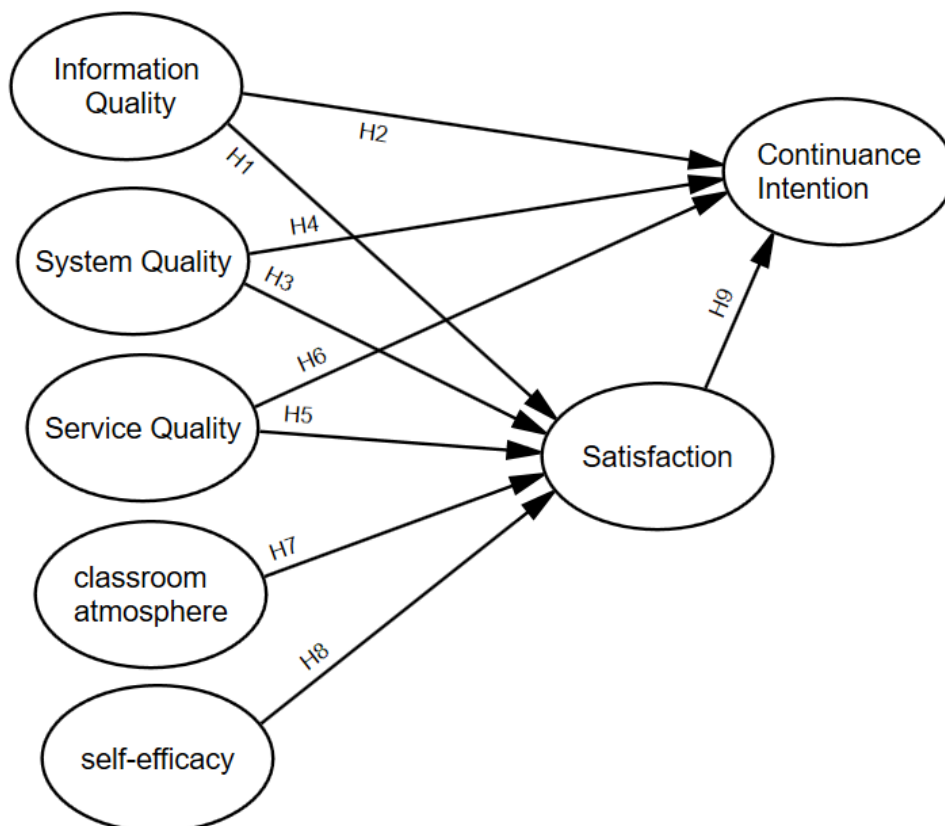 Information
Quality
H2
H1
Continuance
Intention
System Quality
H4
H3
H9
Service Quality
H6
H5
Satisfaction
classroom
atmosphere
H7
H8
self-efficacy